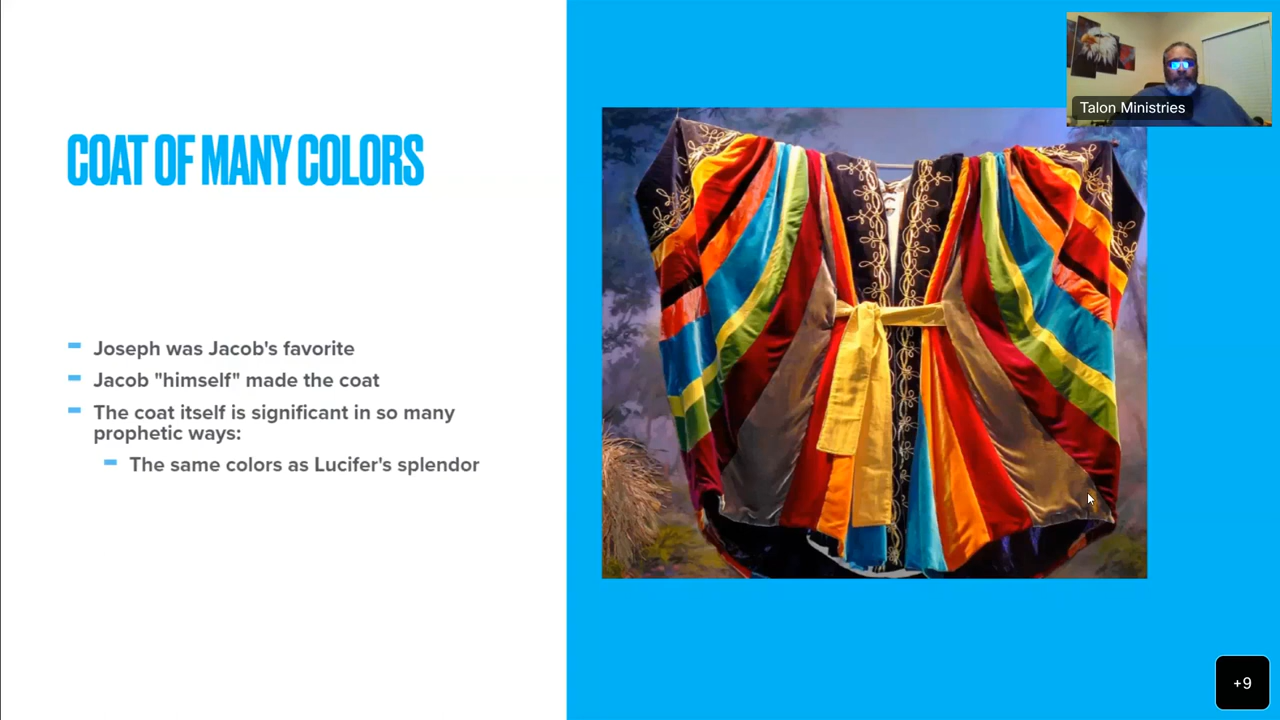 COAT OF MANY COLORS
Joseph was Jacob's favorite
Jacob "himself" made the coat
The coat itself is significant in so many
prophetic ways:
The same colors as Lucifer's splendor
Talon Ministries
+9